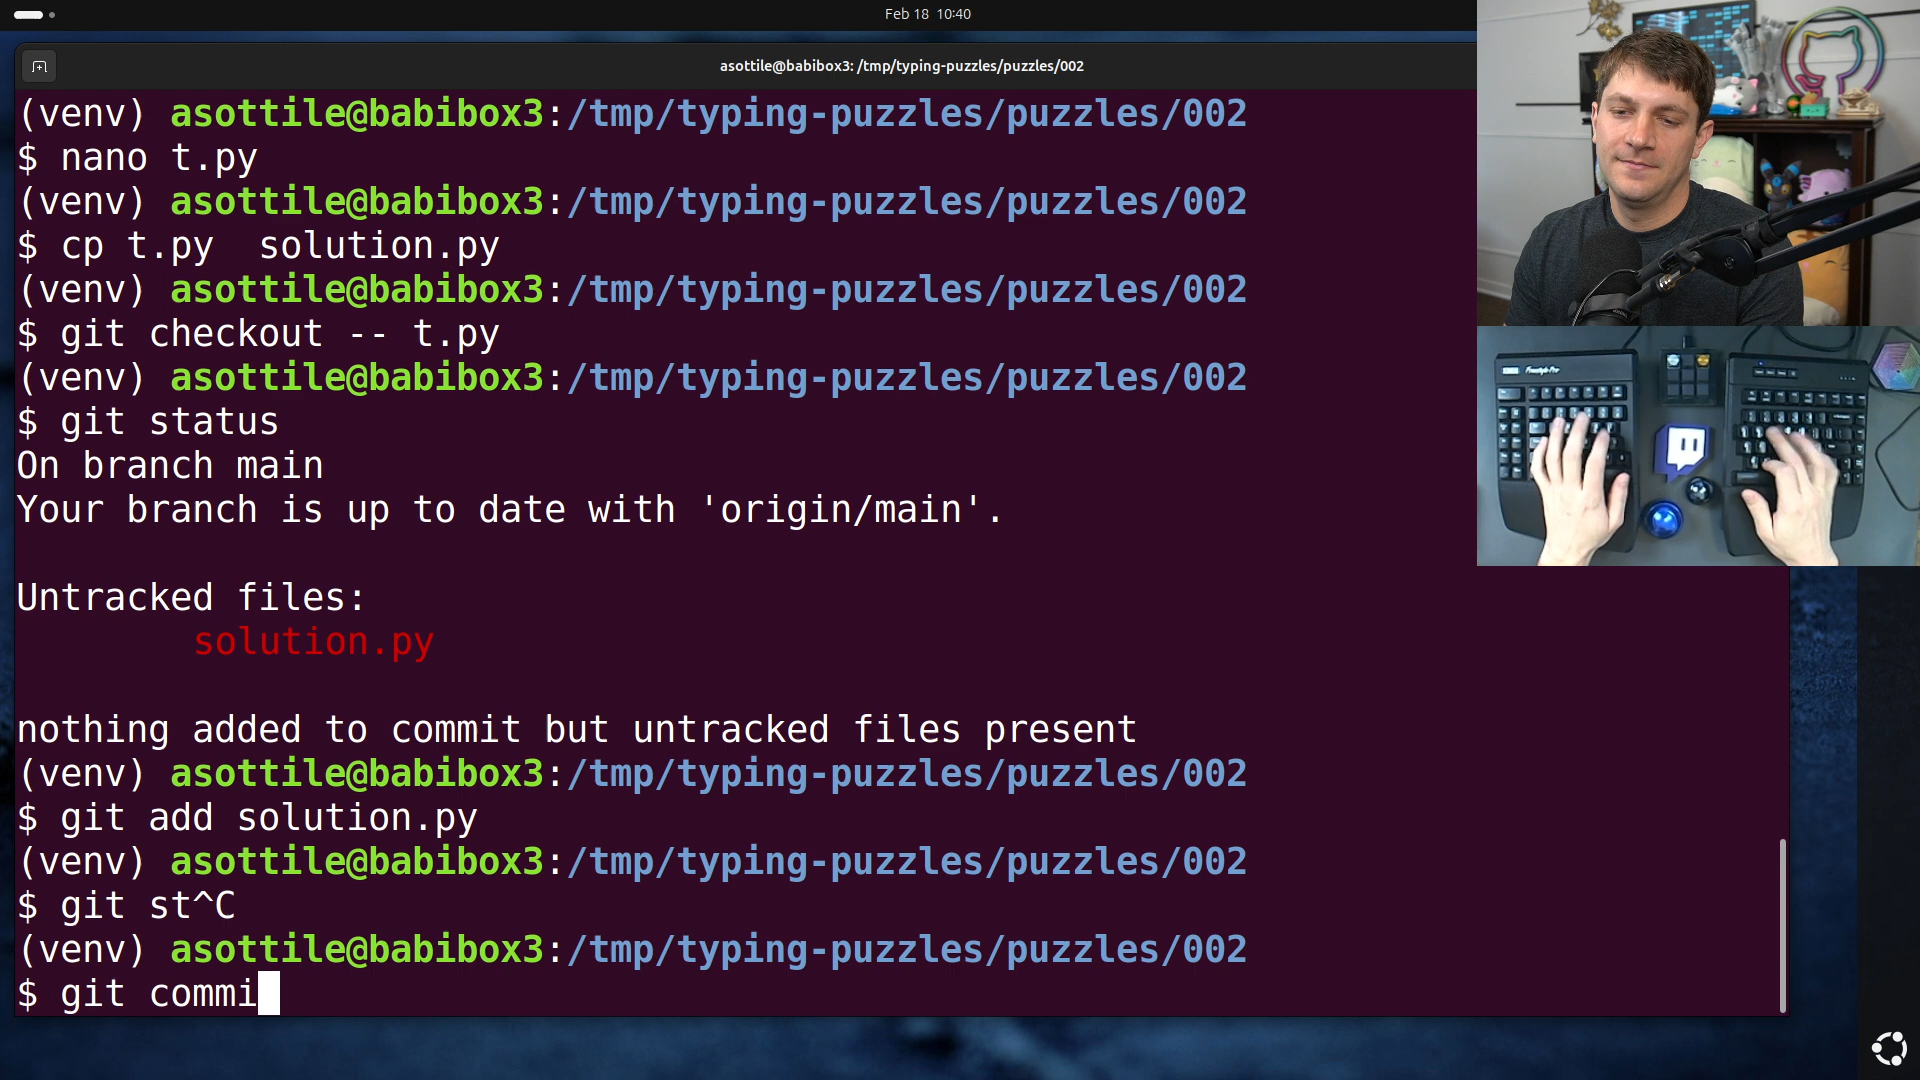 Feb 18 10:40
asottile@babibox3: /tmp/typing-puzzles/puzzles/002
(venv) asottile@babibox3:/tmp/typing-puzzles/puzzles/002
$ nano t.py
(venv) asottile@babibox3:/tmp/typing-puzzles/puzzles/002
$ cp t.py  solution.py
(venv) asottile@babibox3:/tmp/typing-puzzles/puzzles/002
$ git checkout -- t.py
(venv) asottile@babibox3:/tmp/typing-puzzles/puzzles/002
$ git status
On branch main
Your branch is up to date with 'origin/main'.
Untracked files:
solution.py
nothing added to commit but untracked files present
(venv) asottile@babibox3:/tmp/typing-puzzles/puzzles/002
$ git add solution.py
(venv) asottile@babibox3:/tmp/typing-puzzles/puzzles/002
$ git st^C
(venv) asottile@babibox3:/tmp/typing-puzzles/puzzles/002
$ git commi
Freestyle Pro